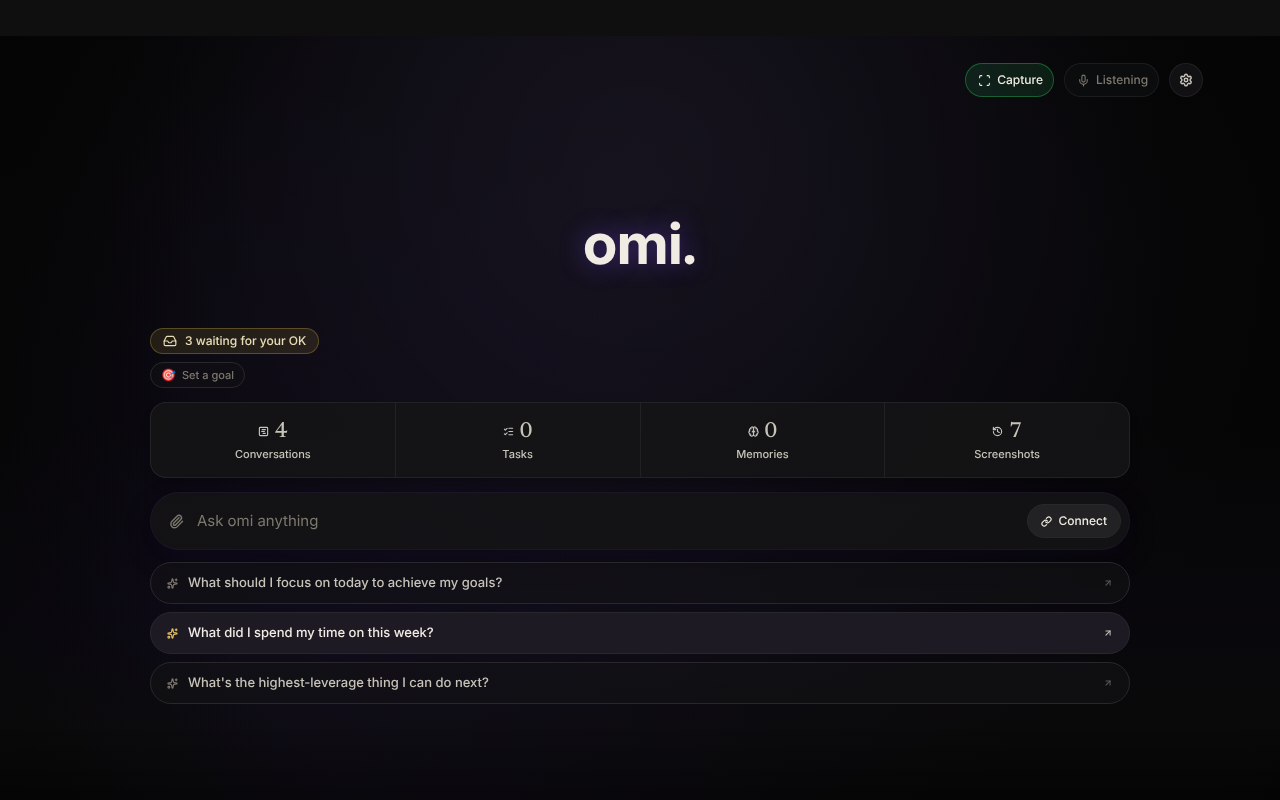 Capture
Listening
omi.
3 waiting for your OK
Set a goal
4
Conversations
0
Tasks
0
Memories
7
Screenshots
Ask omi anything
Connect
What should I focus on today to achieve my goals?
What did I spend my time on this week?
What's the highest-leverage thing I can do next?